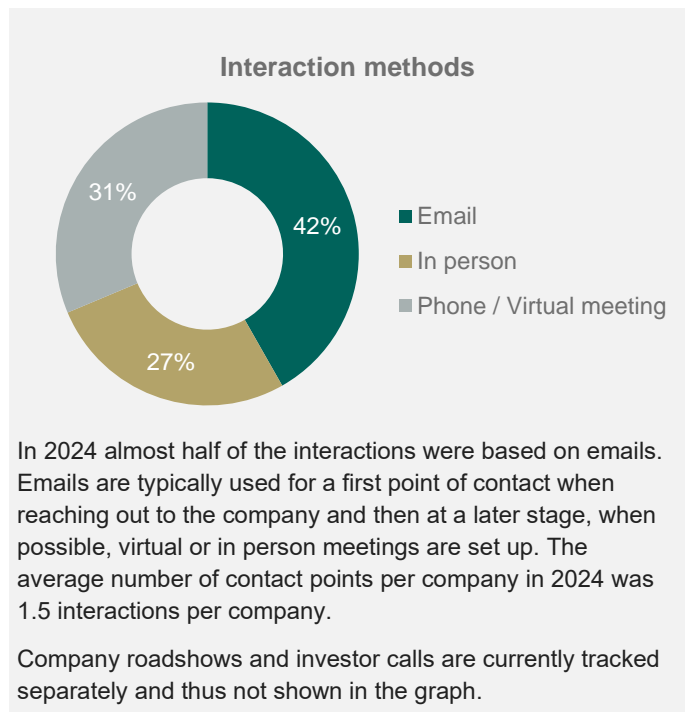 Interaction methods
31%
42%
27%
Email
In person
Phone / Virtual meeting
In 2024 almost half of the interactions were based on emails.
Emails are typically used for a first point of contact when
reaching out to the company and then at a later stage, when
possible, virtual or in person meetings are set up. The
average number of contact points per company in 2024 was
1.5 interactions per company.
Company roadshows and investor calls are currently tracked
separately and thus not shown in the graph.